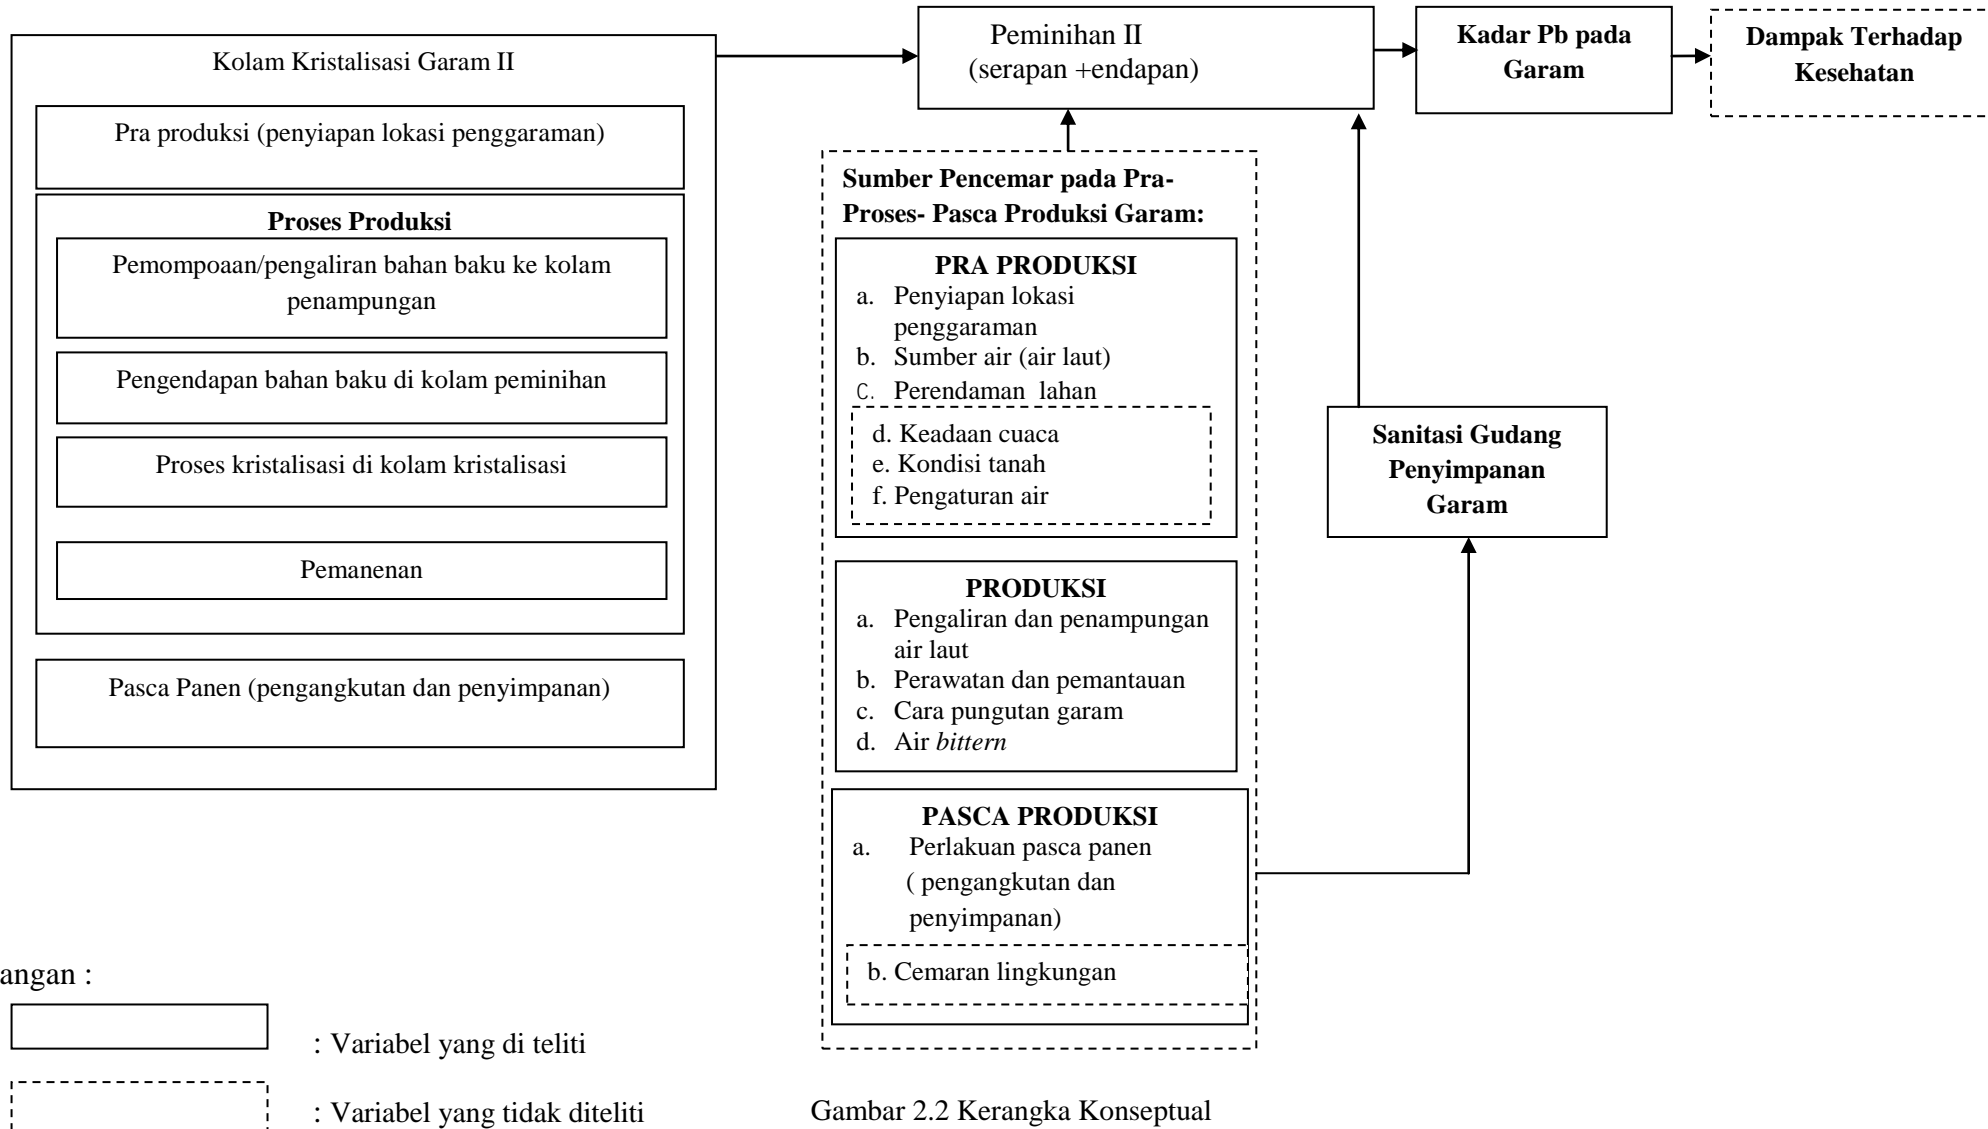 Kolam Kristalisasi Garam II
Pra produksi (penyiapan lokasi penggaraman)
Proses Produksi
Pemompoaan/pengaliran bahan baku ke kolam
penampungan
Pengendapan bahan baku di kolam peminihan
Proses kristalisasi di kolam kristalisasi
Pemanenan
Pasca Panen (pengangkutan dan penyimpanan)
Peminihan II
(serapan +endapan)
Kadar Pb pada
Garam
Dampak Terhadap
Kesehatan
Sumber Pencemar pada Pra-
Proses- Pasca Produksi Garam:
PRA PRODUKSI
a. Penyiapan lokasi
penggaraman
b. Sumber air (air laut)
C. Perendaman lahan
d. Keadaan cuaca
e. Kondisi tanah
f. Pengaturan air
PRODUKSI
a. Pengaliran dan penampungan
air laut
b. Perawatan dan pemantauan
c. Cara pungutan garam
d. Air bittern
PASCA PRODUKSI
a. Perlakuan pasca panen
( pengangkutan dan
penyimpanan)
b. Cemaran lingkungan
Sanitasi Gudang
Penyimpanan
Garam
angan :
: Variabel yang di teliti
: Variabel yang tidak diteliti
Gambar 2.2 Kerangka Konseptual